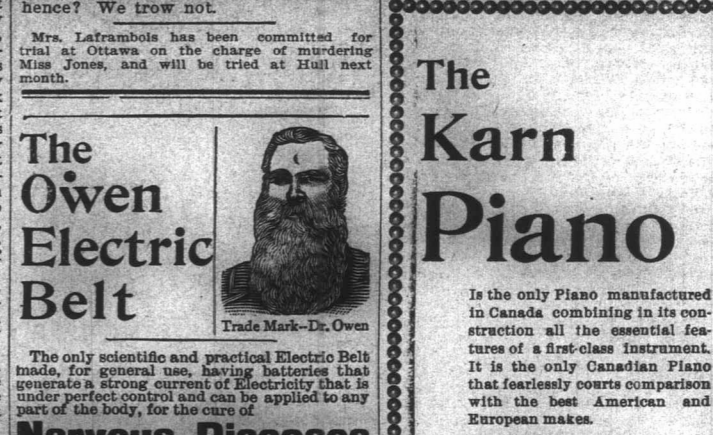 hence? We trow not.
Mrs. Laframbois has been committed for
trial at Ottawa on the charge of murdering
Miss Jones, and will be tried at Hull next
month.
The
Owen
Electric
Belt
Trade Mark--Dr. Owen
The only scientific and practical Electric Belt
made, for general use, having batteries that
generate a strong current of Electricity that is
under perfect control and can be applied to any
part of the body, for the cure of
Nervous Diseases
The
Karn
Piano
Is the only Piano manufactured
in Canada combining in its con-
struction all the essential fea-
tures of a first-class instrument.
It is the only Canadian Piano
that fearlessly courts comparison
with the best American and
European makes.